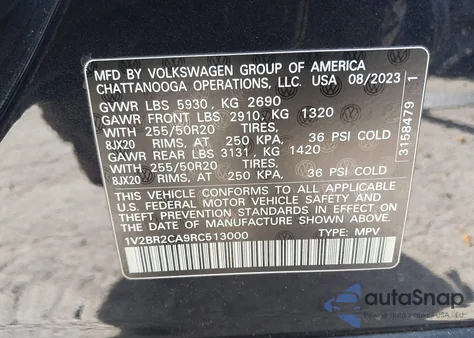 MFD BY VOLKSWAGEN GROUP OF AMERICA
CHATTANOOGA OPERATIONS, LLC. USA 08/2023
GVWR LBS 5930, KG 2690
GAWR FRONT LBS 2910, KG 1320
WITH 255/50R20 TIRES,
8JX20 RIMS, AT 250 KPA, 36 PSI COLD
GAWR REAR LBS 3131, KG 1420
WITH 255/50R20 TIRES,
8JX20 RIMS, AT 250 KPA, 36 PSI COLD
THIS VEHICLE CONFORMS TO ALL APPLICABLE
U.S. FEDERAL MOTOR VEHICLE SAFETY AND
THEFT PREVENTION STANDARDS IN EFFECT ON THE
DATE OF MANUFACTURE SHOWN ABOVE.
1V2BR2CA9RC513000 TYPE: MPV
3158479 1
autoSnap